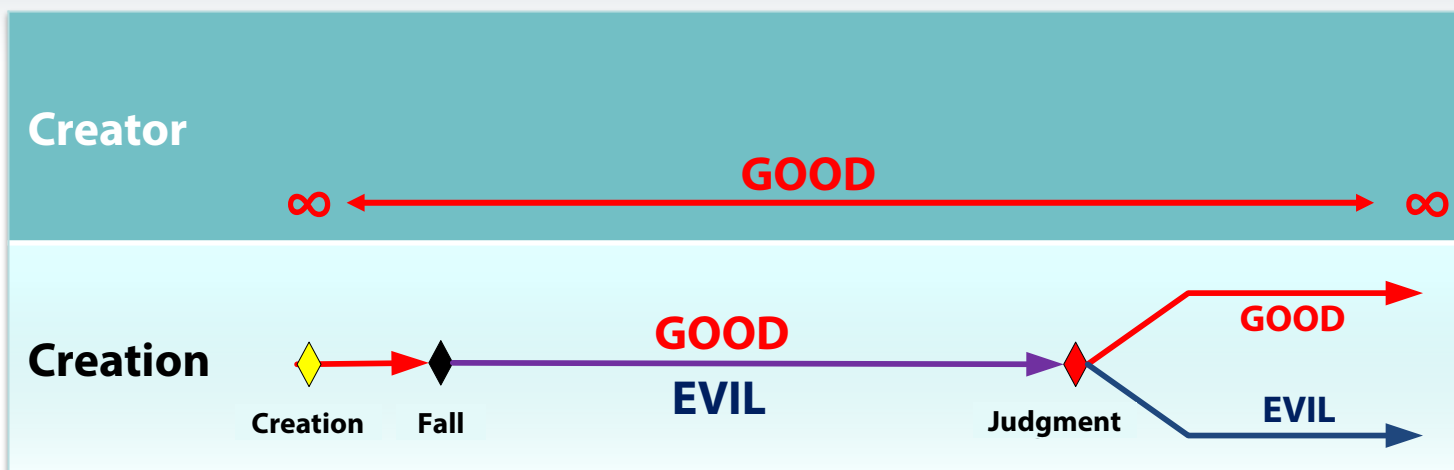 Creator
GOOD
∞ ∞
GOOD
GOOD
Creation
EVIL
EVIL
Creation Fall Judgment